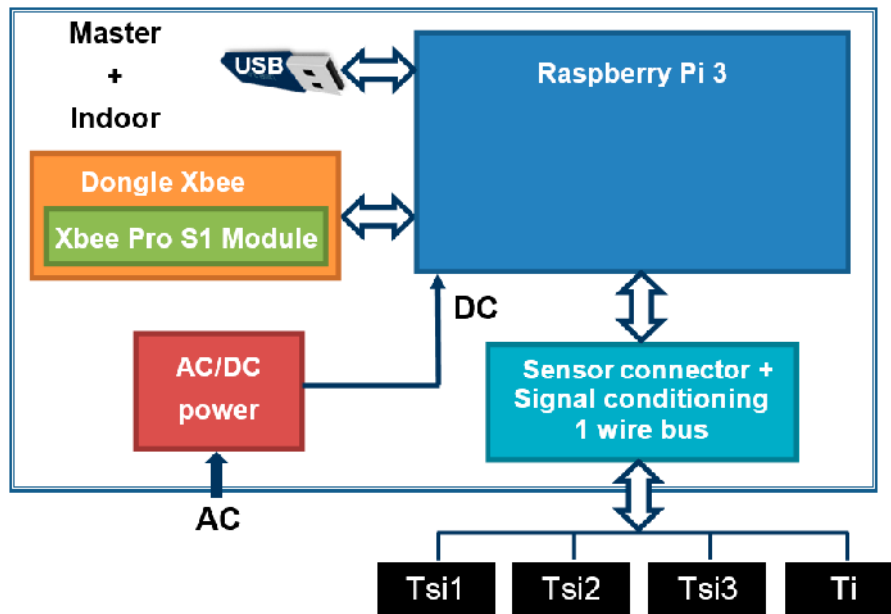 Master
+
Indoor
USB
Raspberry Pi 3
Dongle Xbee
Xbee Pro S1 Module
DC
AC/DC
power
Sensor connector +
Signal conditioning
1 wire bus
AC
Tsi1
Tsi2
Tsi3
Ti